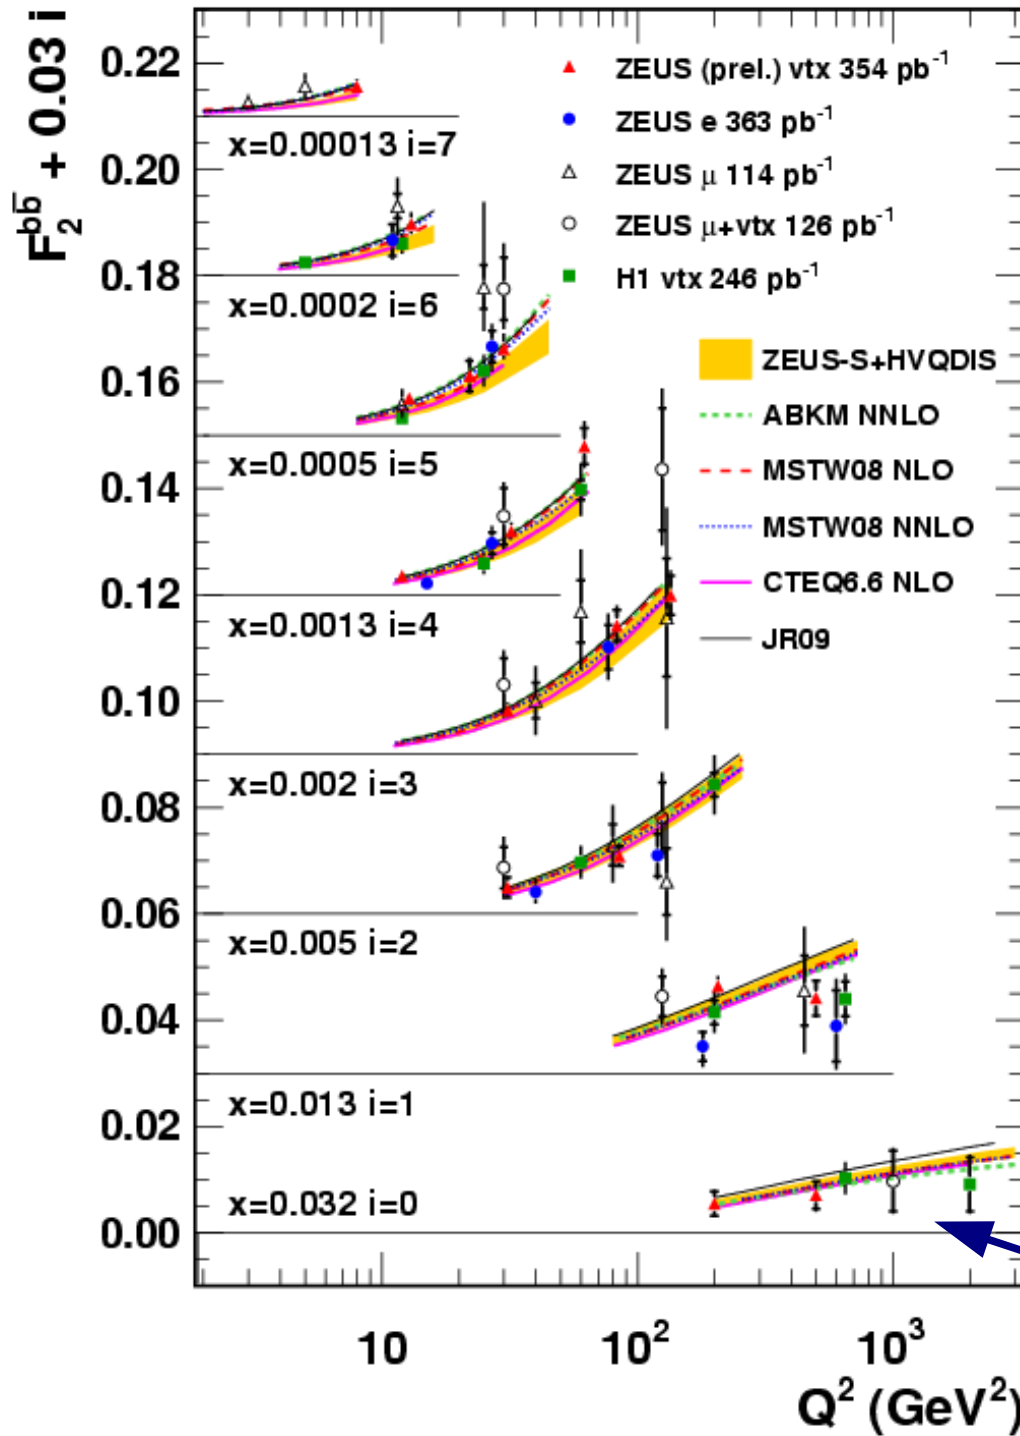 F₂^bb̅ + 0.03 i
0.22
0.20
0.18
0.16
0.14
0.12
0.10
0.08
0.06
0.04
0.02
0.00
ZEUS (prel.) vtx 354 pb⁻¹
ZEUS e 363 pb⁻¹
ZEUS μ 114 pb⁻¹
ZEUS μ+vtx 126 pb⁻¹
H1 vtx 246 pb⁻¹
ZEUS-S+HVQDIS
ABKM NNLO
MSTW08 NLO
MSTW08 NNLO
CTEQ6.6 NLO
JR09
x=0.00013 i=7
x=0.0002 i=6
x=0.0005 i=5
x=0.0013 i=4
x=0.002 i=3
x=0.005 i=2
x=0.013 i=1
x=0.032 i=0
10
10²
10³
Q² (GeV²)